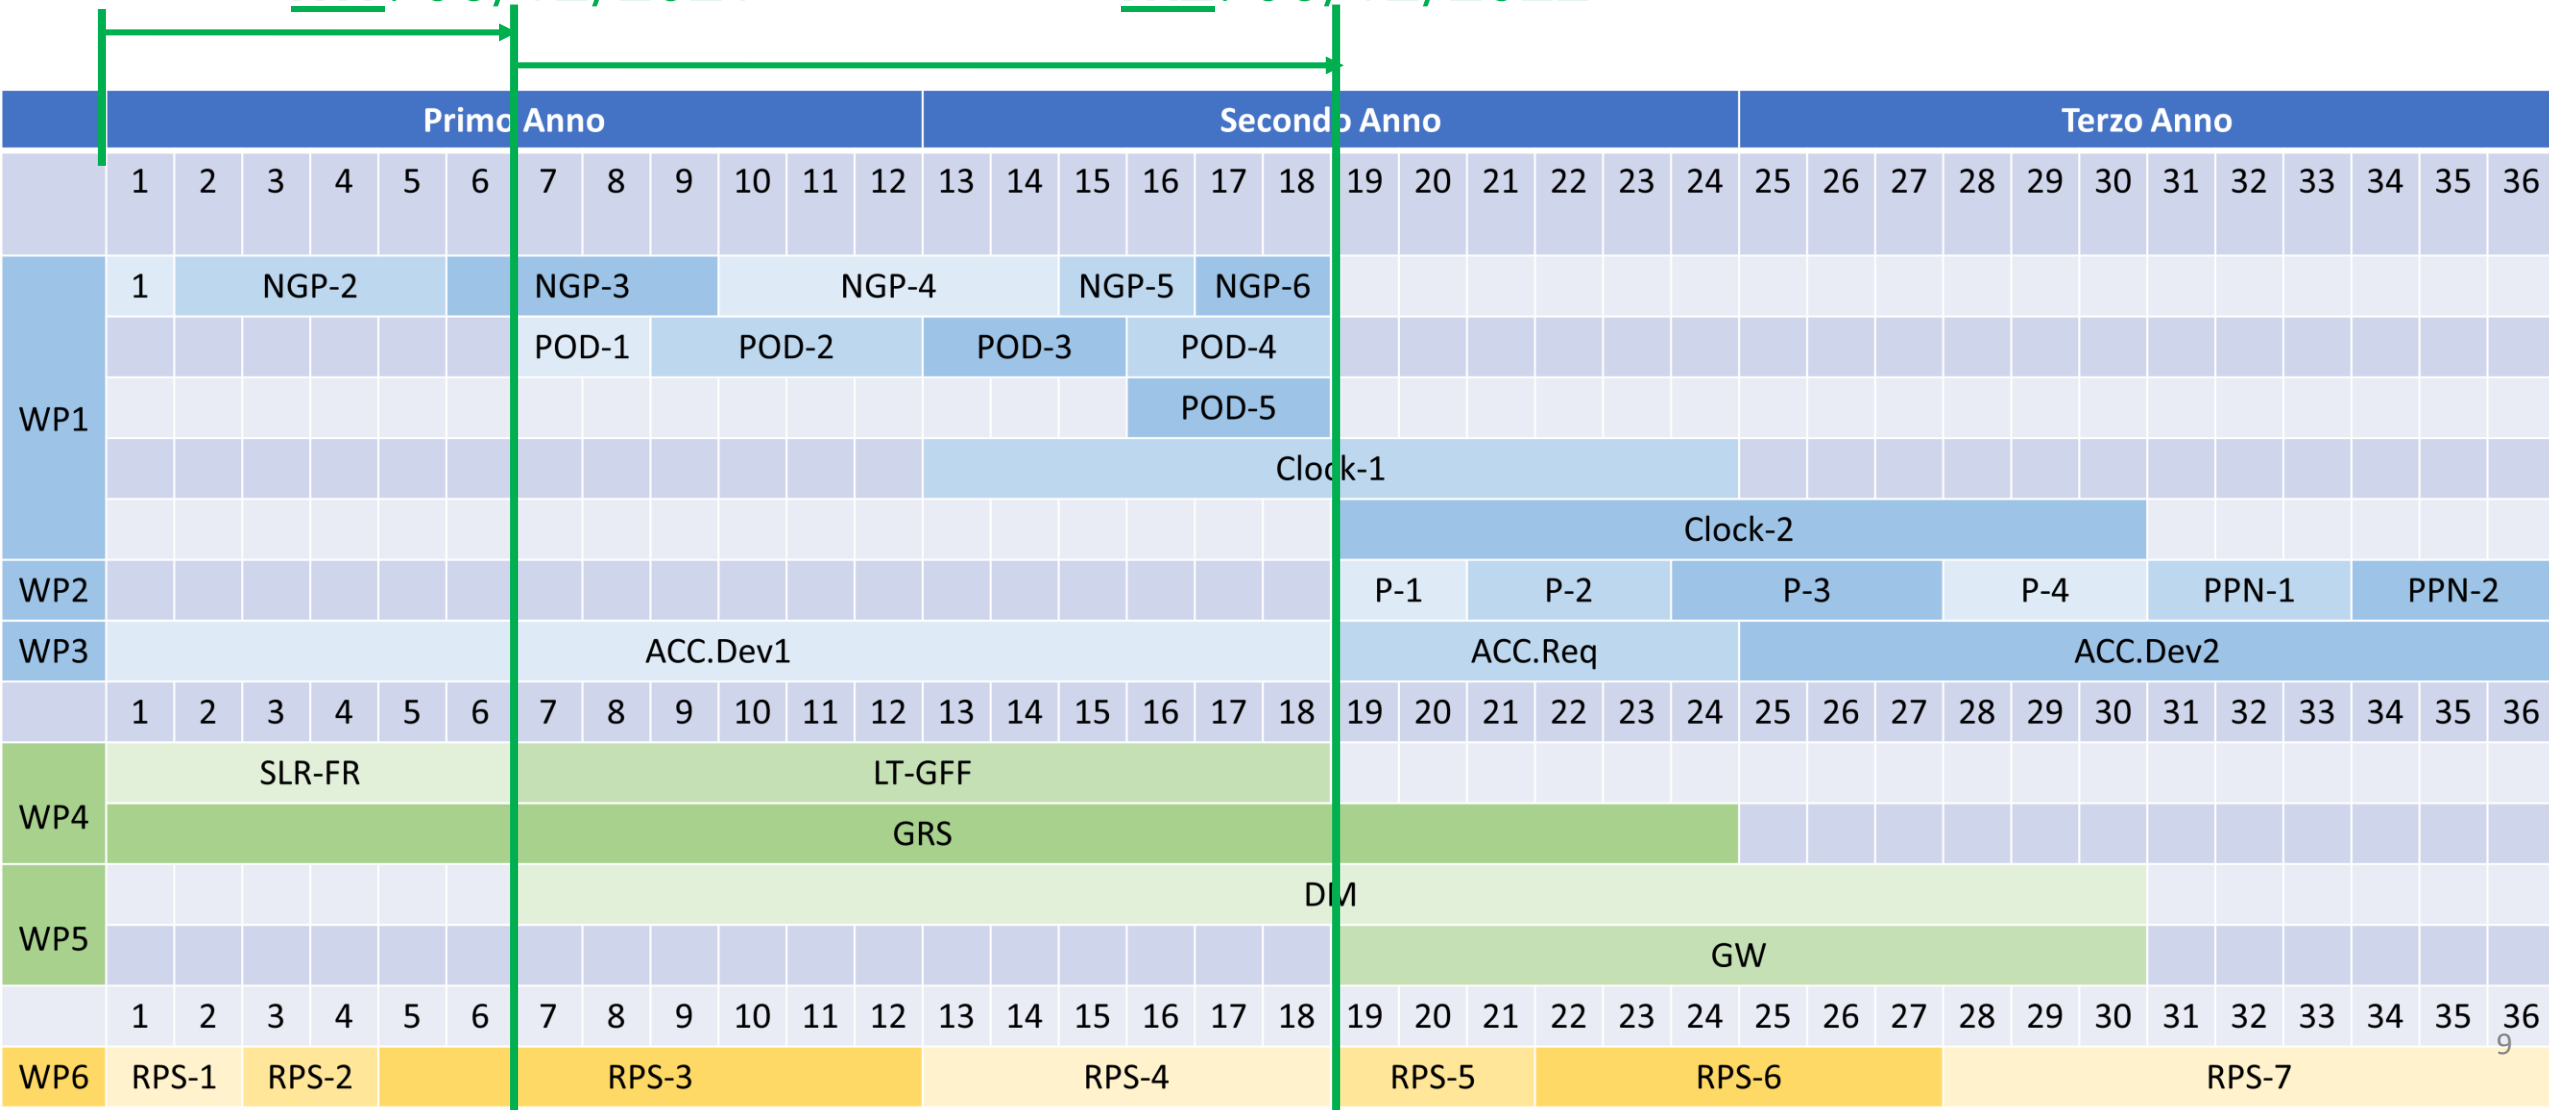 Primo Anno Secondo Anno Terzo Anno
1 2 3 4 5 6 7 8 9 10 11 12 13 14 15 16 17 18 19 20 21 22 23 24 25 26 27 28 29 30 31 32 33 34 35 36
1 NGP-2 NGP-3 NGP-4 NGP-5 NGP-6
POD-1 POD-2 POD-3 POD-4
WP1 POD-5
Clock-1
Clock-2
WP2 P-1 P-2 P-3 P-4 PPN-1 PPN-2
WP3 ACC.Dev1 ACC.Req ACC.Dev2
1 2 3 4 5 6 7 8 9 10 11 12 13 14 15 16 17 18 19 20 21 22 23 24 25 26 27 28 29 30 31 32 33 34 35 36
SLR-FR LT-GFF
WP4 GRS
DM
WP5 GW
1 2 3 4 5 6 7 8 9 10 11 12 13 14 15 16 17 18 19 20 21 22 23 24 25 26 27 28 29 30 31 32 33 34 35 36
9
WP6 RPS-1 RPS-2 RPS-3 RPS-4 RPS-5 RPS-6 RPS-7